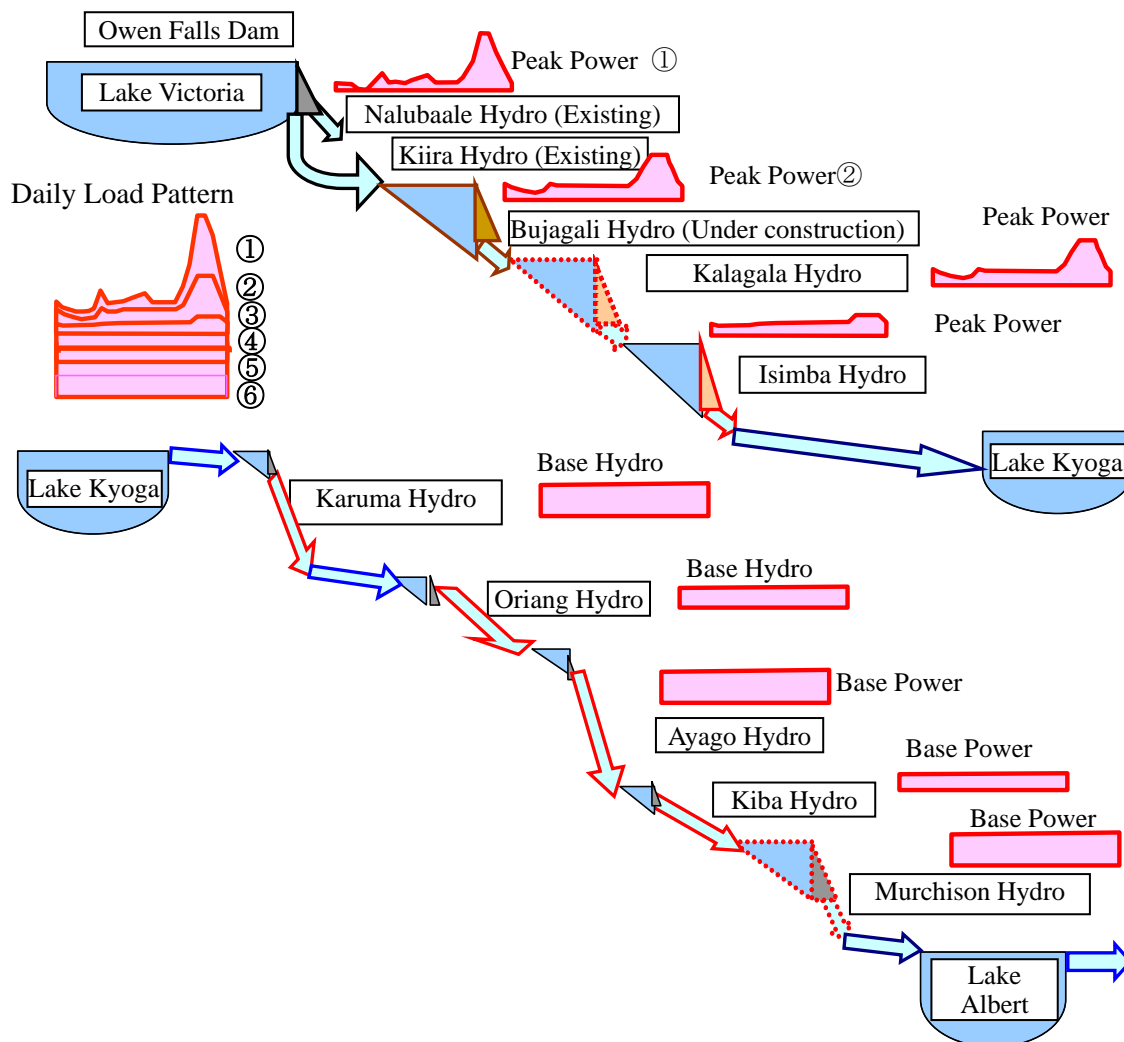 Owen Falls Dam
Peak Power ①
Lake Victoria
Nalubaale Hydro (Existing)
Kiira Hydro (Existing)
Peak Power②
Daily Load Pattern
Bujagali Hydro (Under construction)
Peak Power
①
Kalagala Hydro
②
③
Peak Power
④
⑤
Isimba Hydro
⑥
Lake Kyoga
Base Hydro
Lake Kyoga
Karuma Hydro
Base Hydro
Oriang Hydro
Base Power
Ayago Hydro
Base Power
Kiba Hydro
Base Power
Murchison Hydro
Lake
Albert